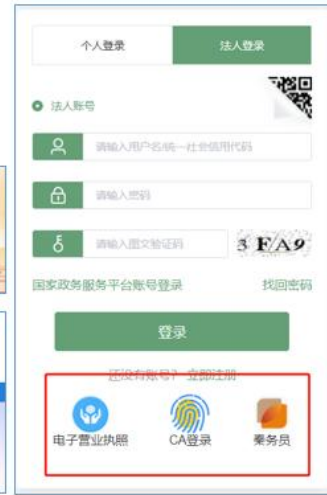 个人登录
法人登录
法人账号
请输入用户名/统一社会信用代码
请输入密码
请输入图文验证码
3 FA9
国家政务服务平台账号登录
找回密码
登录
还没有账号? 立即注册
电子营业执照
CA登录
秦务员